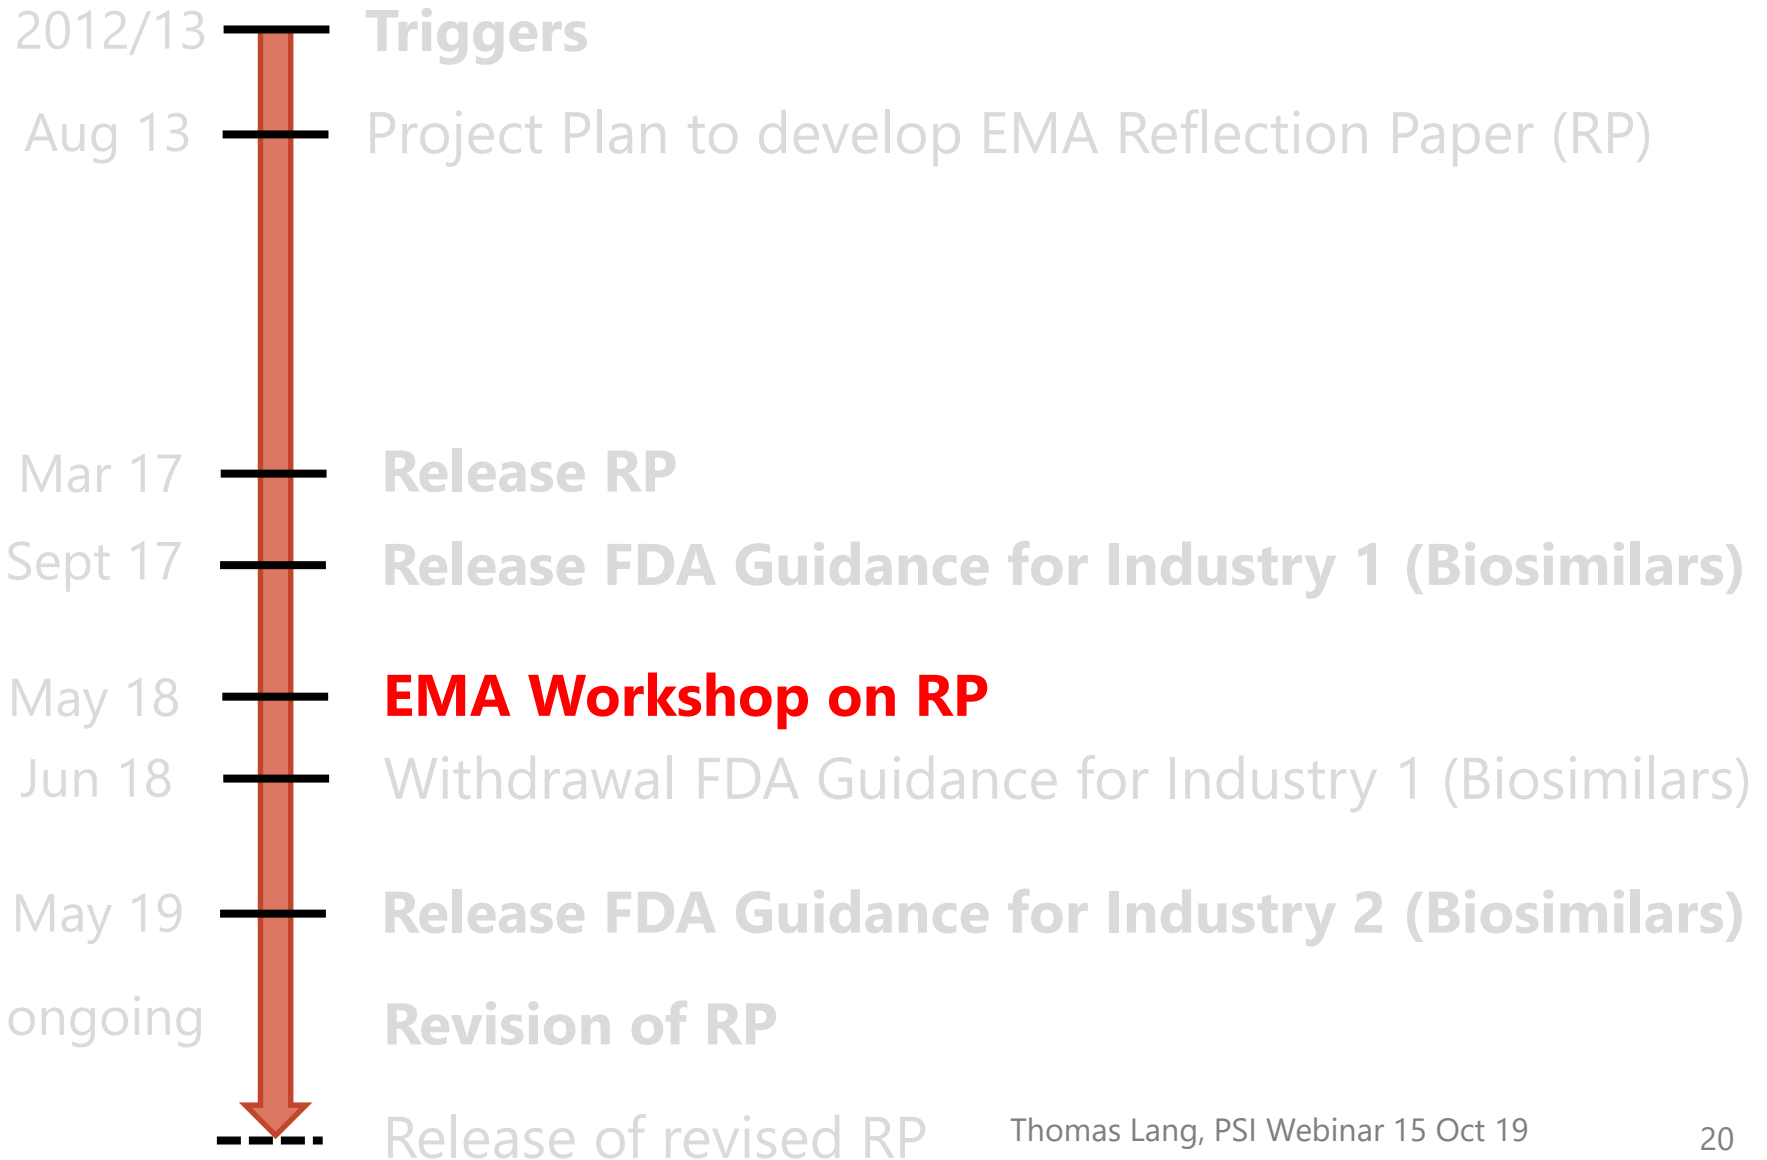 2012/13 Triggers
Aug 13 Project Plan to develop EMA Reflection Paper (RP)
Mar 17 Release RP
Sept 17 Release FDA Guidance for Industry 1 (Biosimilars)
May 18 EMA Workshop on RP
Jun 18 Withdrawal FDA Guidance for Industry 1 (Biosimilars)
May 19 Release FDA Guidance for Industry 2 (Biosimilars)
ongoing Revision of RP
Release of revised RP
Thomas Lang, PSI Webinar 15 Oct 19
20